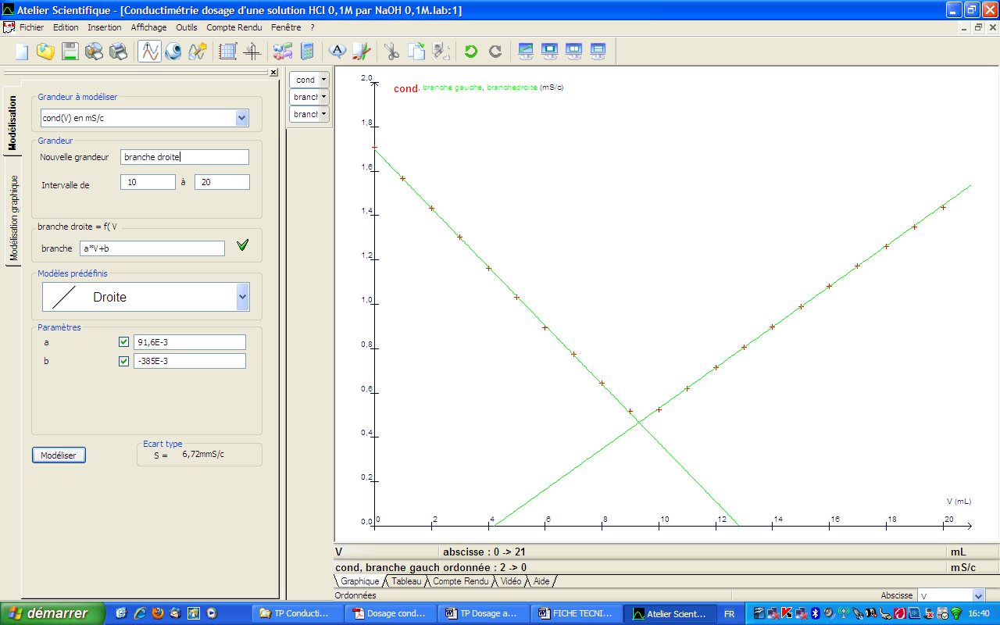 Atelier Scientifique - [Conductimétrie dosage d'une solution HCl 0,1M par NaOH 0,1M.lab:1]
Fichier Edition Insertion Affichage Outils Compte Rendu Fenêtre ?
Modélisation
Modélisation graphique
Grandeur à modéliser
cond(V) en mS/c
Grandeur
Nouvelle grandeur branche droite
Intervalle de 10 à 20
branche droite = f( V
branche a*V+b
Modèles prédéfinis
Droite
Paramètres
a 91,6E-3
b -385E-3
Modéliser
Ecart type
S = 6,72mmS/c
cond
branch
branch
cond, branche gauche, branchedroite (mS/c)
2,0
1,8
1,6
1,4
1,2
1,0
0,8
0,6
0,4
0,2
0,0
V (mL)
0 2 4 6 8 10 12 14 16 18 20
V abscisse : 0 -> 21 mL
cond, branche gauch ordonnée : 2 -> 0 mS/c
Graphique Tableau Compte Rendu Vidéo Aide
Ordonnées Abscisse V
démarrer TP Conducti... Dosage cond... TP Dosage a... FICHE TECNI... Atelier Scient... FR 16:40